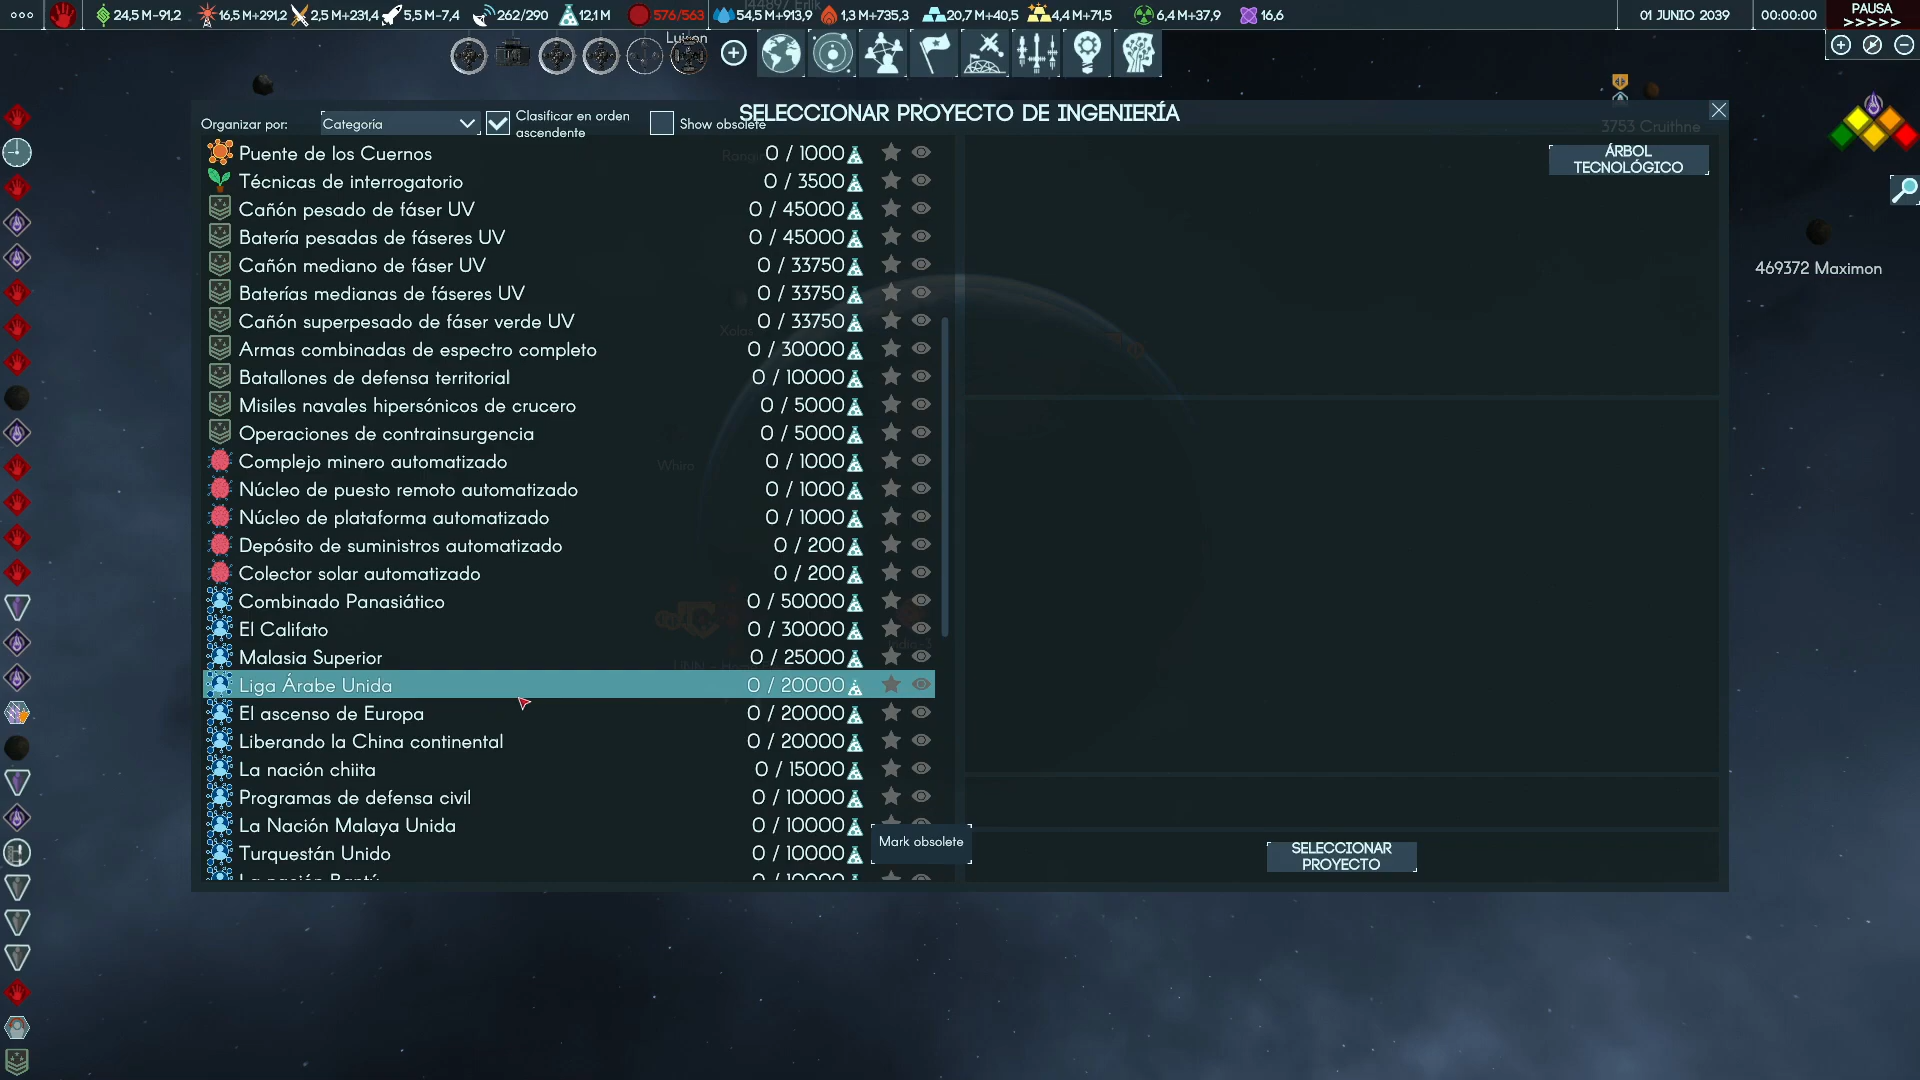 24,5 M-91,2
16,5 M+291,2
2,5 M+231,4
5,5 M-7,4
262/290
12,1 M
576/563
54,5 M+913,9
1,3 M+735,3
20,7 M+40,5
4,4 M+71,5
6,4 M+37,9
16,6
01 JUNIO 2039
00:00:00
PAUSA
>>>>>
SELECCIONAR PROYECTO DE INGENIERÍA
Organizar por:
Categoría
Clasificar en orden
ascendente
Show obsolete
3753 Cruithne
ÁRBOL
TECNOLÓGICO
469372 Maximon
Puente de los Cuernos 0 / 1000
Técnicas de interrogatorio 0 / 3500
Cañón pesado de fáser UV 0 / 45000
Batería pesadas de fáseres UV 0 / 45000
Cañón mediano de fáser UV 0 / 33750
Baterías medianas de fáseres UV 0 / 33750
Cañón superpesado de fáser verde UV 0 / 33750
Armas combinadas de espectro completo 0 / 30000
Batallones de defensa territorial 0 / 10000
Misiles navales hipersónicos de crucero 0 / 5000
Operaciones de contrainsurgencia 0 / 5000
Complejo minero automatizado 0 / 1000
Núcleo de puesto remoto automatizado 0 / 1000
Núcleo de plataforma automatizado 0 / 1000
Depósito de suministros automatizado 0 / 200
Colector solar automatizado 0 / 200
Combinado Panasiático 0 / 50000
El Califato 0 / 30000
Malasia Superior 0 / 25000
Liga Árabe Unida 0 / 20000
El ascenso de Europa 0 / 20000
Liberando la China continental 0 / 20000
La nación chiita 0 / 15000
Programas de defensa civil 0 / 10000
La Nación Malaya Unida 0 / 10000
Turquestán Unido 0 / 10000
La nación Bantú 0 / 10000
Mark obsolete
SELECCIONAR
PROYECTO